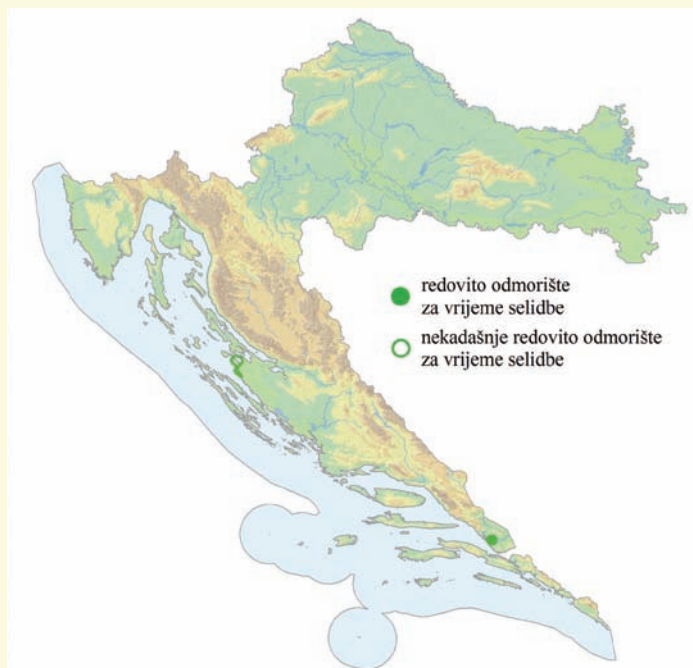 redovito odmorište
za vrijeme selidbe
nekadašnje redovito odmorište
za vrijeme selidbe